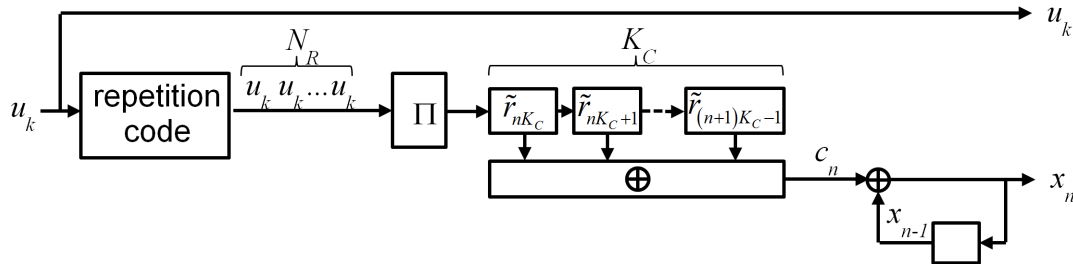 u_k
N_R
K_C
u_k
repetition code
u_k u_k ... u_k
Π
r̃_{nK_C}
r̃_{nK_C+1}
r̃_{(n+1)K_C−1}
⊕
c_n
⊕
x_n
x_{n-1}